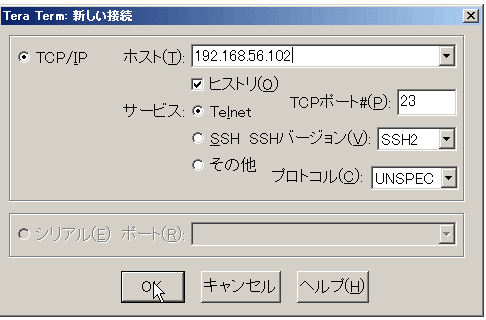 Tera Term: 新しい接続
TCP/IP ホスト(T): 192.168.56.102
ヒストリ(O)
サービス: Telnet TCPポート#(P): 23
SSH SSHバージョン(V): SSH2
その他 プロトコル(C): UNSPEC
シリアル(E) ポート(R):
OK キャンセル ヘルプ(H)